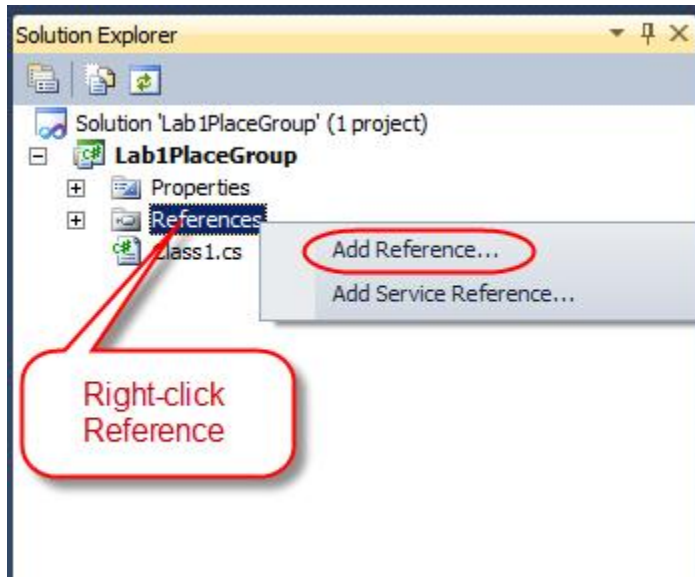 Solution Explorer
Solution 'Lab1PlaceGroup' (1 project)
C# Lab1PlaceGroup
Properties
References
Add Reference...
C# Class1.cs
Add Service Reference...
Right-click
Reference